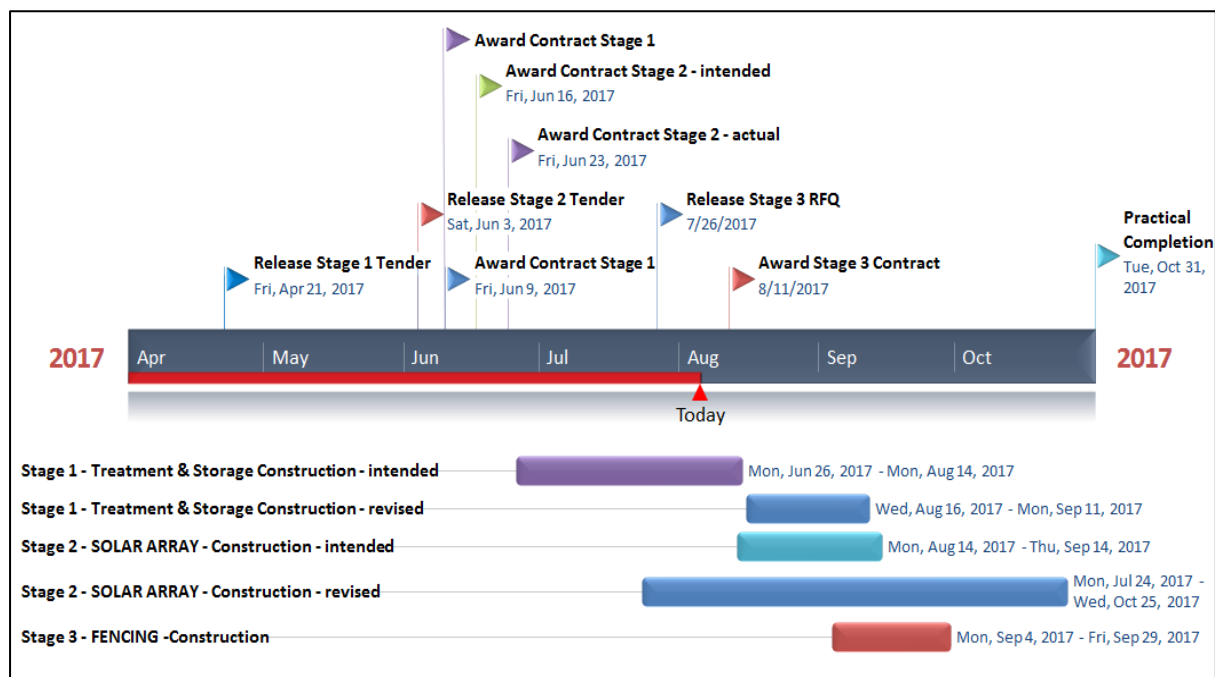 Award Contract Stage 1
Award Contract Stage 2 - intended
Fri, Jun 16, 2017
Award Contract Stage 2 - actual
Fri, Jun 23, 2017
Release Stage 2 Tender
Sat, Jun 3, 2017
Release Stage 3 RFQ
7/26/2017
Practical
Completion
Tue, Oct 31,
2017
Release Stage 1 Tender
Fri, Apr 21, 2017
Award Contract Stage 1
Fri, Jun 9, 2017
Award Stage 3 Contract
8/11/2017
2017 Apr May Jun Jul Aug Sep Oct 2017
Today
Stage 1 - Treatment & Storage Construction - intended Mon, Jun 26, 2017 - Mon, Aug 14, 2017
Stage 1 - Treatment & Storage Construction - revised Wed, Aug 16, 2017 - Mon, Sep 11, 2017
Stage 2 - SOLAR ARRAY - Construction - intended Mon, Aug 14, 2017 - Thu, Sep 14, 2017
Stage 2 - SOLAR ARRAY - Construction - revised Mon, Jul 24, 2017 -
Wed, Oct 25, 2017
Stage 3 - FENCING -Construction Mon, Sep 4, 2017 - Fri, Sep 29, 2017